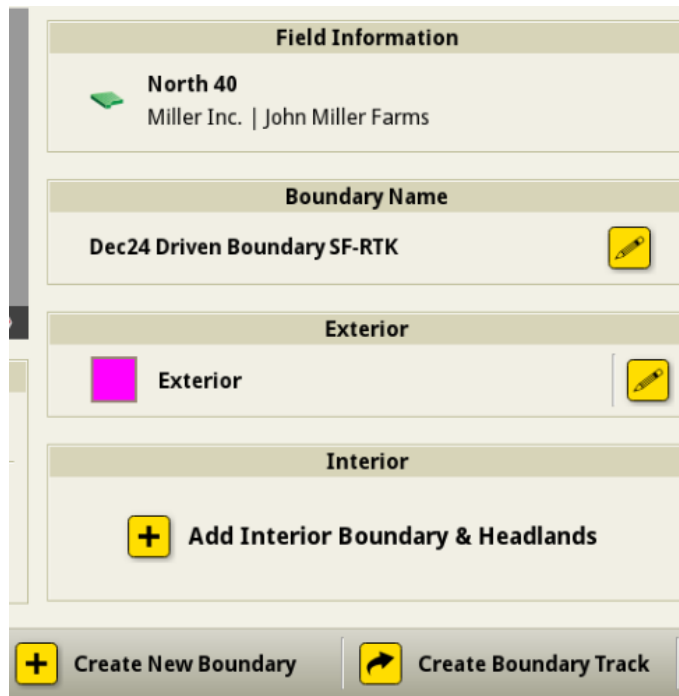 Field Information
North 40
Miller Inc. | John Miller Farms
Boundary Name
Dec24 Driven Boundary SF-RTK
Exterior
Exterior
Interior
Add Interior Boundary & Headlands
Create New Boundary
Create Boundary Track